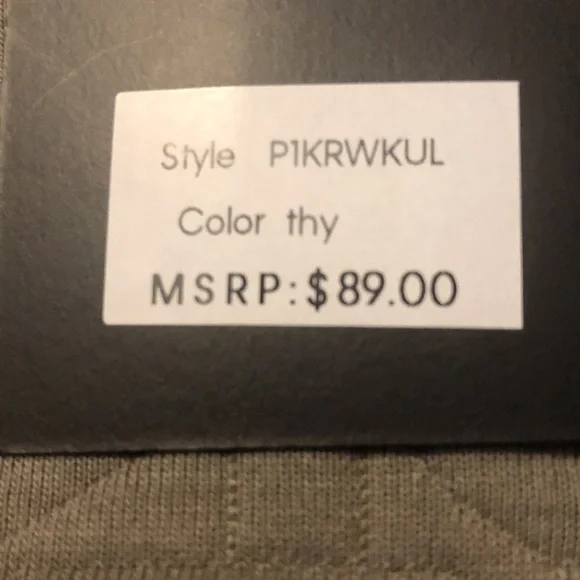 Style P1KRWKUL
Color thy
MSRP:$89.00